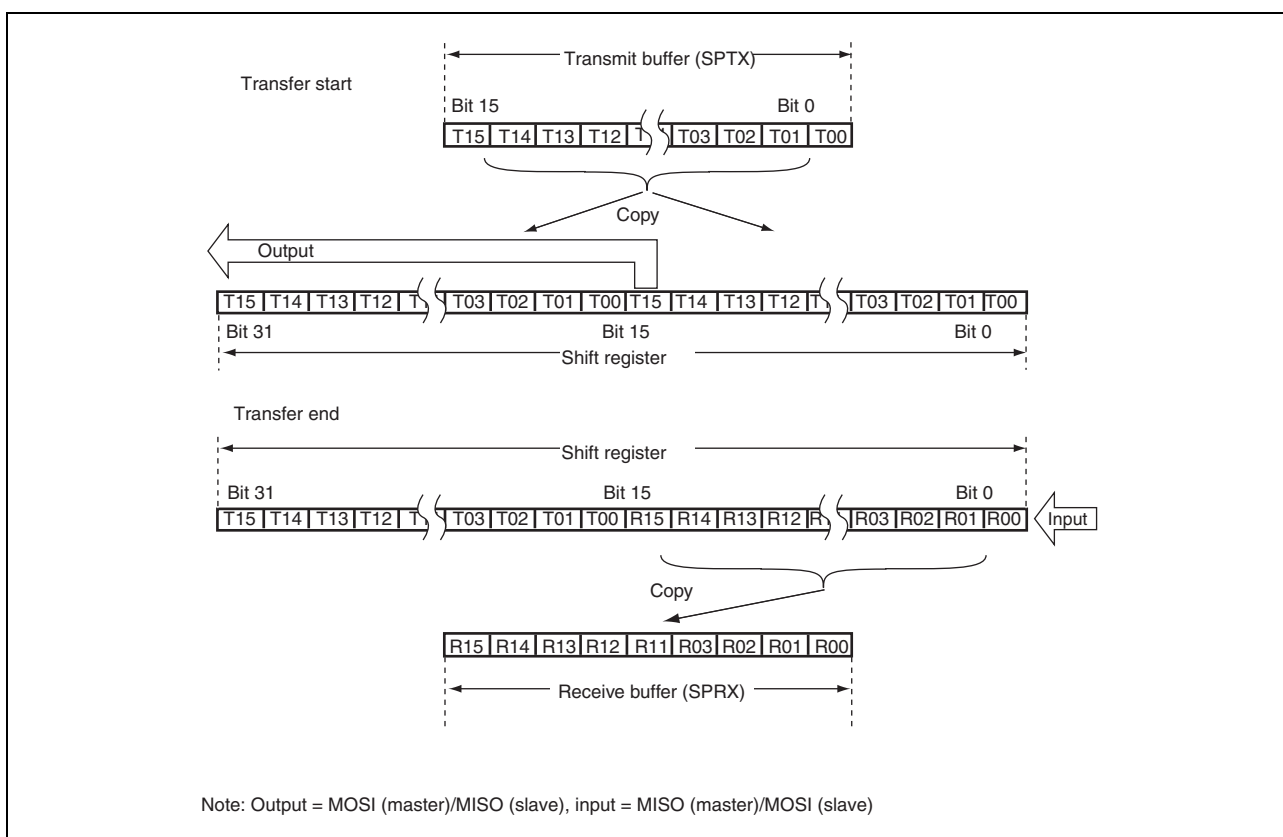 Transmit buffer (SPTX)
Transfer start
Bit 15 Bit 0
T15 T14 T13 T12 T03 T02 T01 T00
Copy
Output
T15 T14 T13 T12 T03 T02 T01 T00 T15 T14 T13 T12 T03 T02 T01 T00
Bit 31 Bit 15 Bit 0
Shift register
Transfer end
Shift register
Bit 31 Bit 15 Bit 0
T15 T14 T13 T12 T03 T02 T01 T00 R15 R14 R13 R12 R03 R02 R01 R00 Input
Copy
R15 R14 R13 R12 R11 R03 R02 R01 R00
Receive buffer (SPRX)
Note: Output = MOSI (master)/MISO (slave), input = MISO (master)/MOSI (slave)